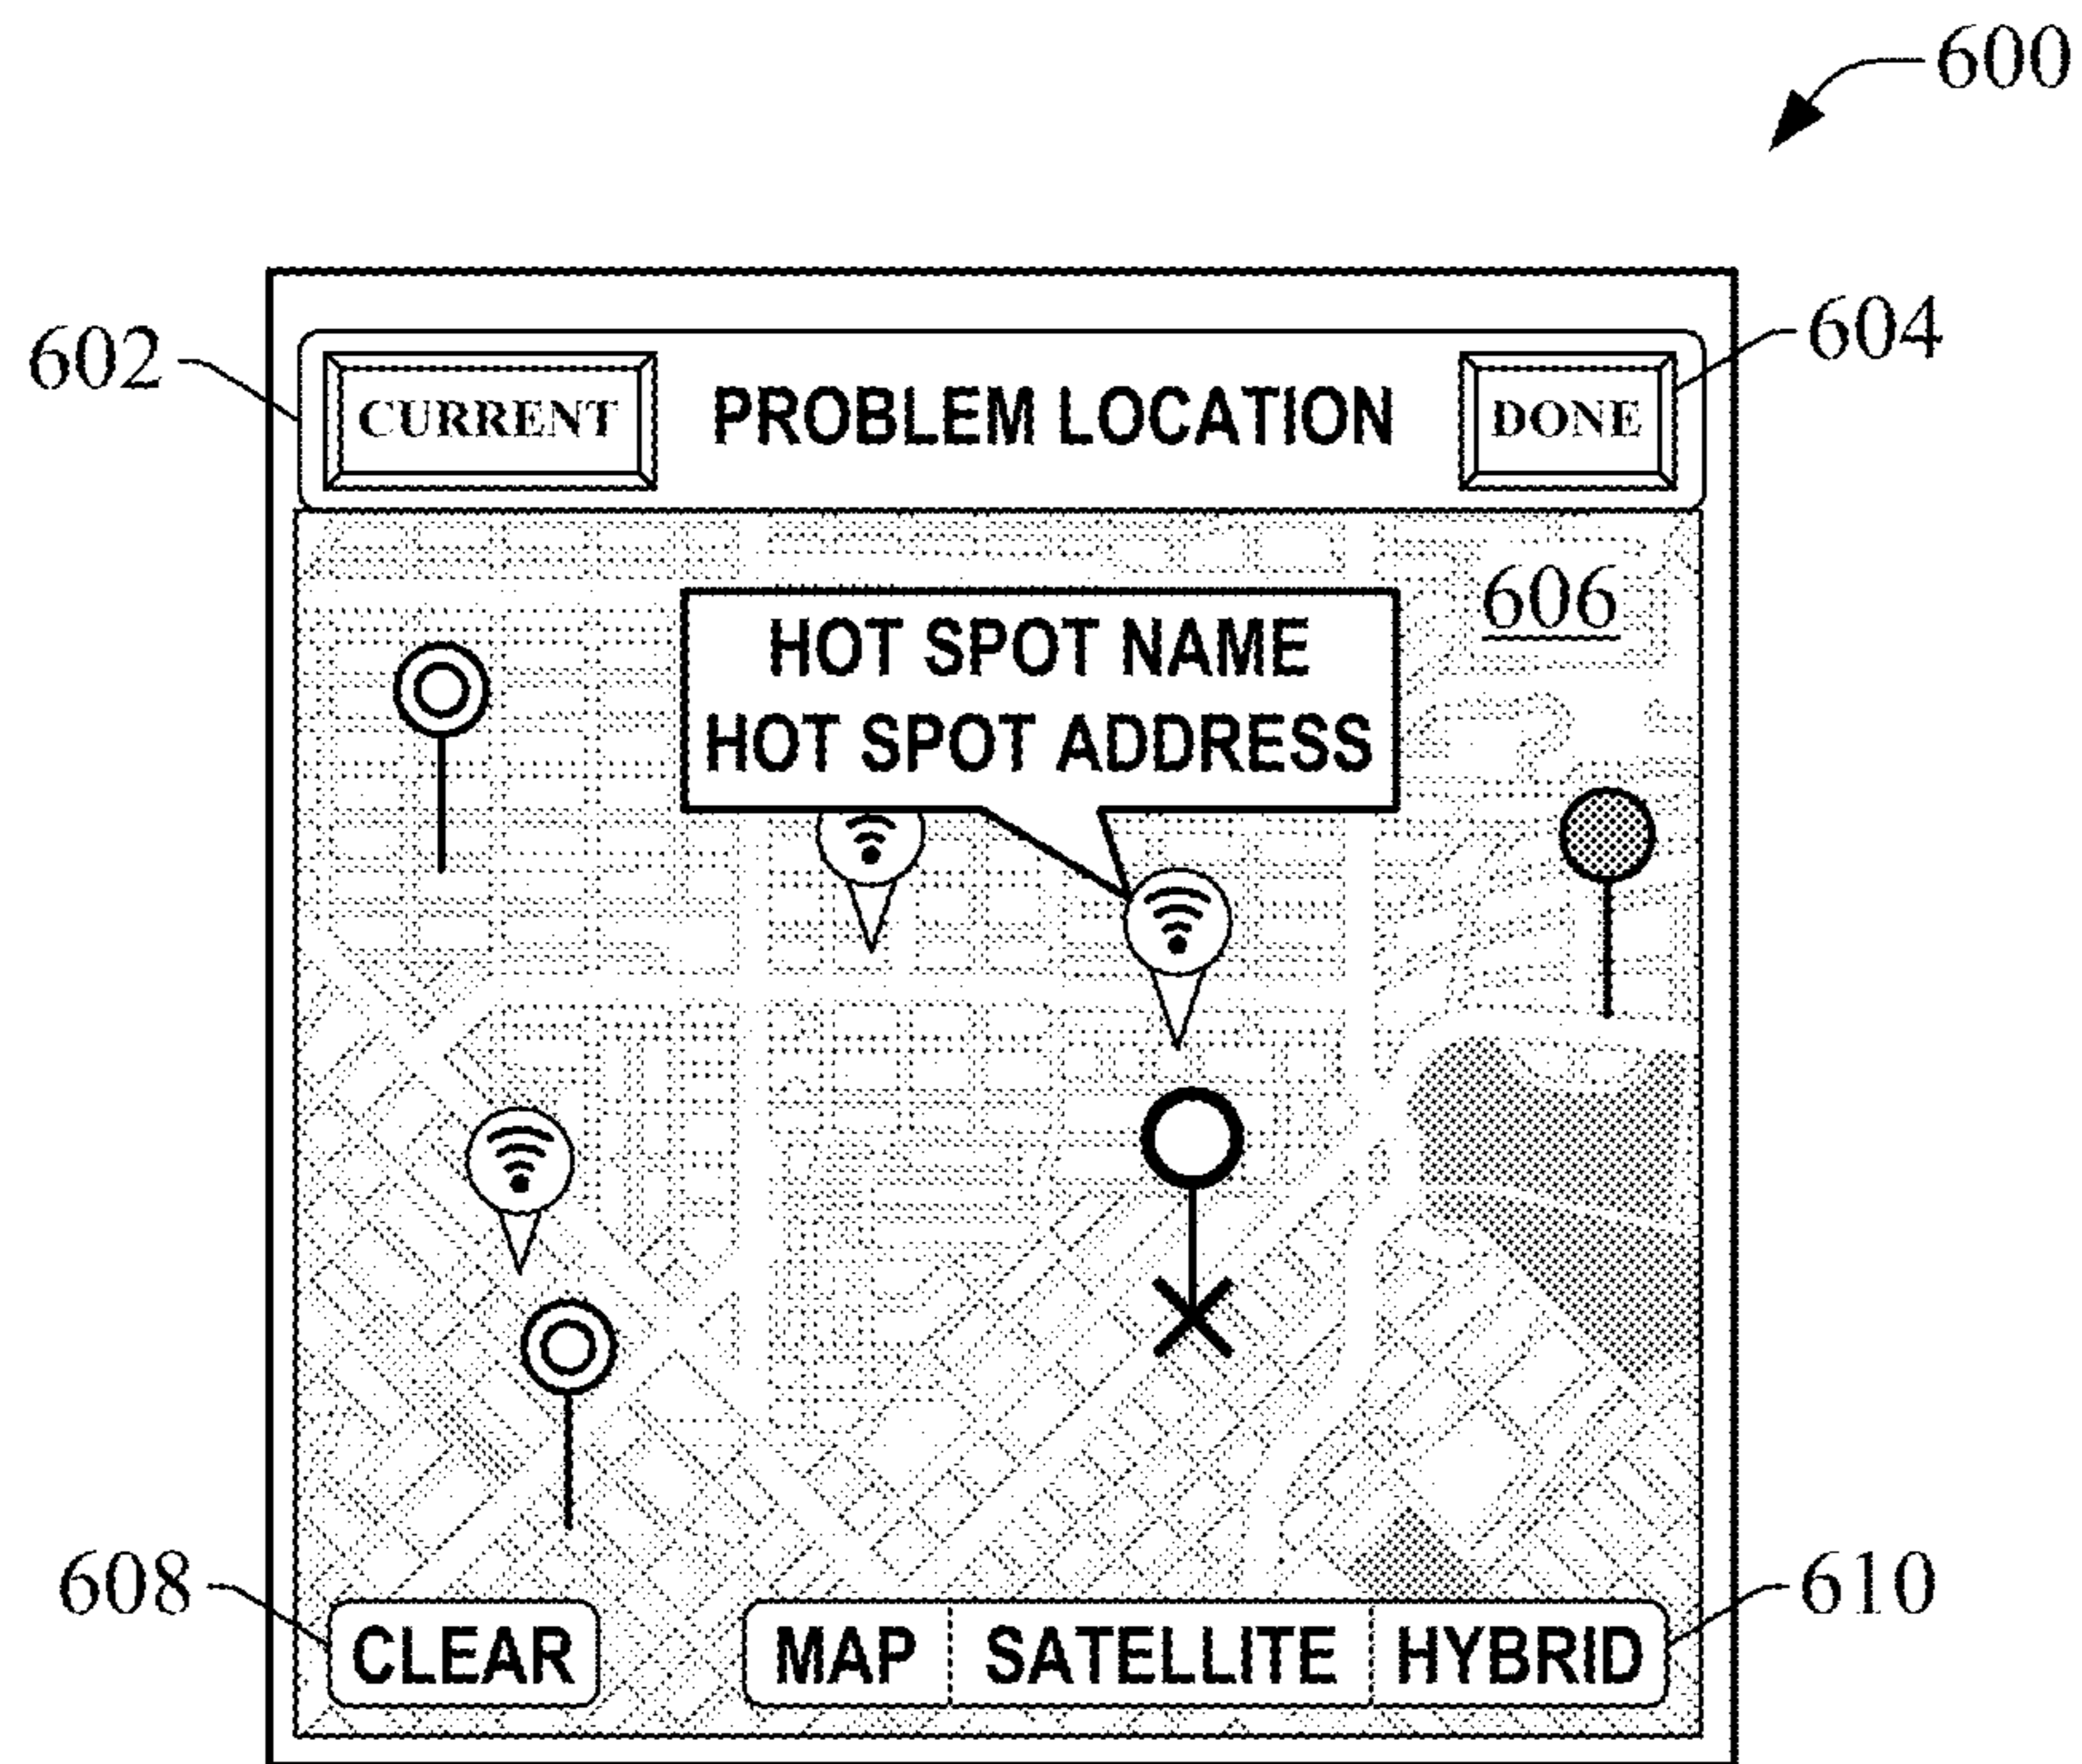 600
602
604
CURRENT
PROBLEM LOCATION
DONE
606
HOT SPOT NAME
HOT SPOT ADDRESS
608
610
CLEAR
MAP
SATELLITE
HYBRID